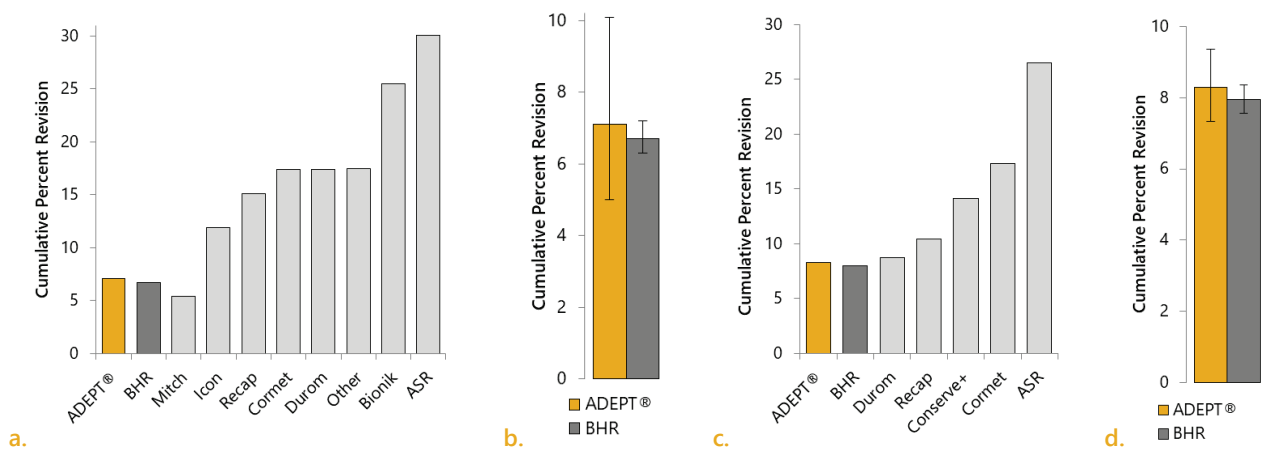 Cumulative Percent Revision
30
25
20
15
10
5
0
ADEPT®
BHR
Mitch
Icon
Recap
Cormet
Durom
Other
Bionik
ASR
a.
Cumulative Percent Revision
10
8
6
4
2
0
ADEPT®
BHR
b.
Cumulative Percent Revision
30
25
20
15
10
5
0
ADEPT®
BHR
Durom
Recap
Conserve+
Cormet
ASR
c.
Cumulative Percent Revision
10
8
6
4
2
0
ADEPT®
BHR
d.